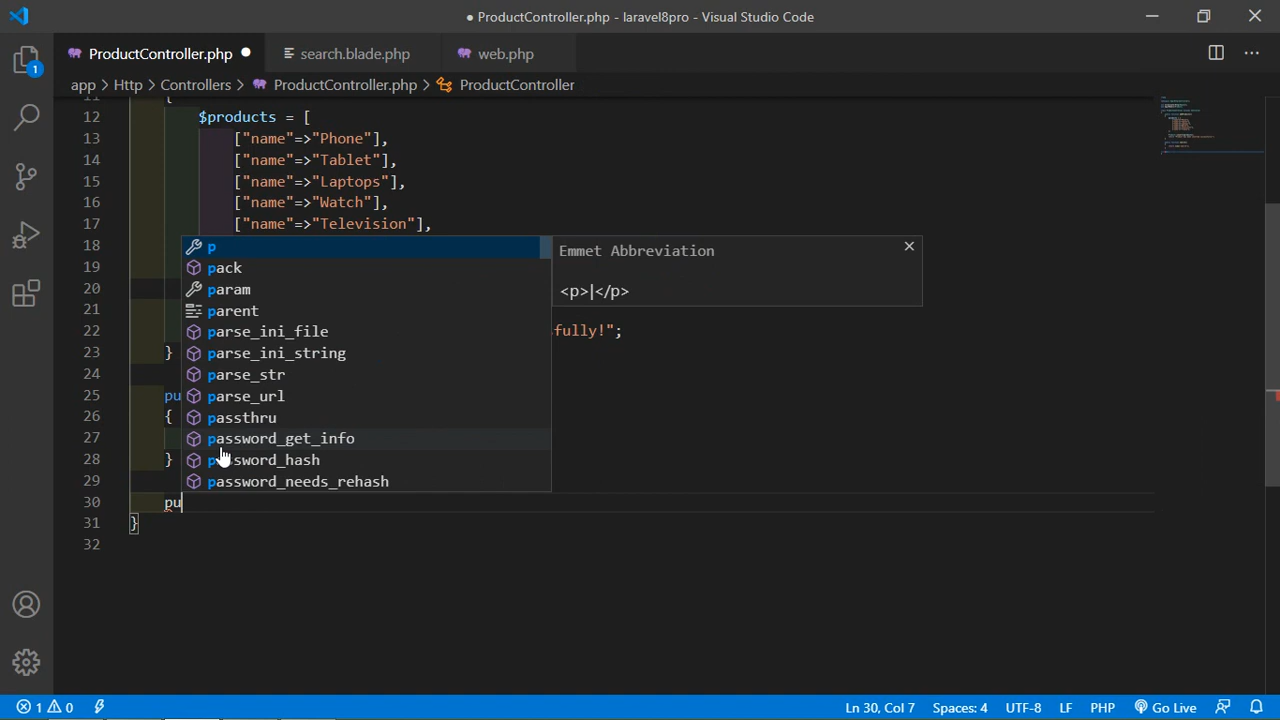 ● ProductController.php - laravel8pro - Visual Studio Code
ProductController.php ● search.blade.php web.php
app > Http > Controllers > ProductController.php > ProductController
11 {
12 $products = [
13 ["name"=>"Phone"],
14 ["name"=>"Tablet"],
15 ["name"=>"Laptops"],
16 ["name"=>"Watch"],
17 ["name"=>"Television"],
18 p
Emmet Abbreviation
19 pack
20 param
<p>|</p>
21 parent
22 parse_ini_file
fully!";
23 } parse_ini_string
24 parse_str
25 pu parse_url
26 { passthru
27 password_get_info
28 } password_hash
29 password_needs_rehash
30 pu
31 }
32
1
1 0
Ln 30, Col 7 Spaces: 4 UTF-8 LF PHP Go Live